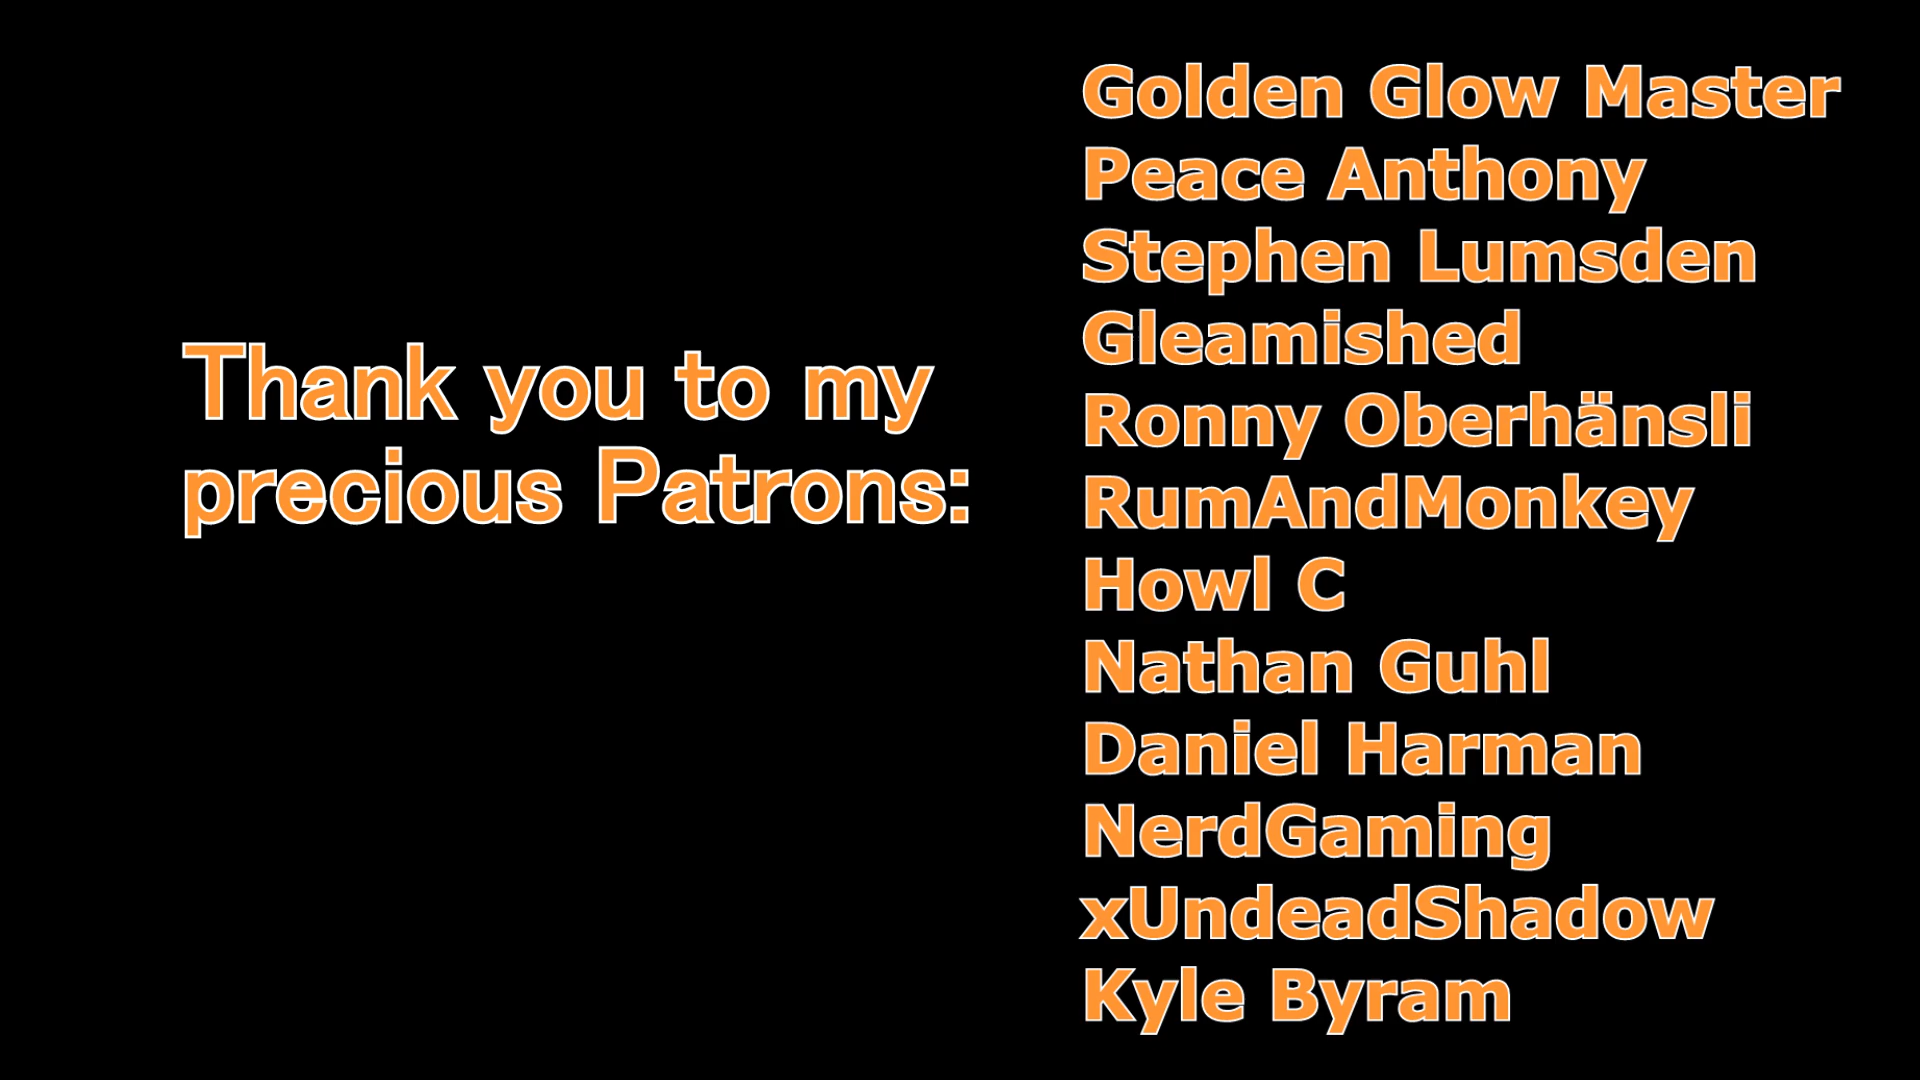 Thank you to my
precious Patrons:
Golden Glow Master
Peace Anthony
Stephen Lumsden
Gleamished
Ronny Oberhänsli
RumAndMonkey
Howl C
Nathan Guhl
Daniel Harman
NerdGaming
xUndeadShadow
Kyle Byram